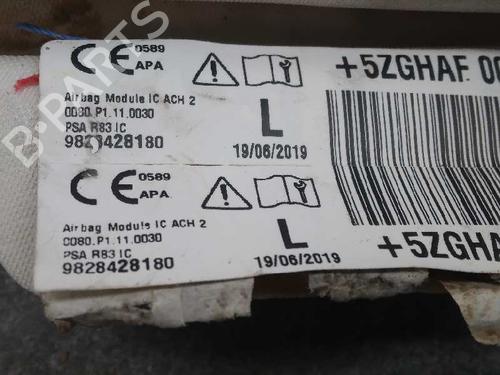 0589
APA
Airbag Module IC ACH 2
0080.P1.11.0030
PSA R83 IC
9828428180
L
19/06/2019
+5ZGHAF 00
0589
APA
Airbag Module IC ACH 2
0080.P1.11.0030
PSA R83 IC
9828428180
L
19/06/2019
+5ZGHA
B-PARTS